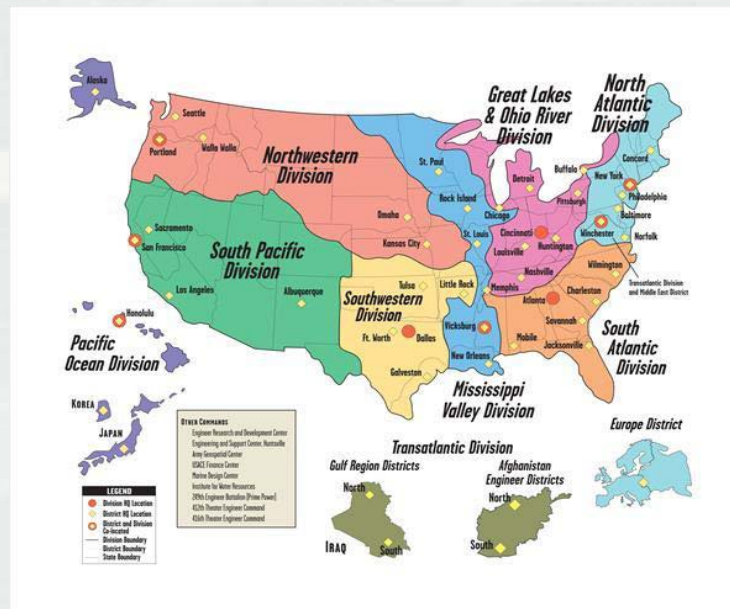 Alaska
Seattle
Portland
Walla Walla
Northwestern
Division
Great Lakes
& Ohio River
Division
North
Atlantic
Division
St. Paul
Rock Island
Omaha
Kansas City
St. Louis
Chicago
Detroit
Buffalo
Pittsburgh
Cincinnati
Louisville
Huntington
Nashville
Concord
New York
Philadelphia
Baltimore
Winchester
Norfolk
Transatlantic Division
and Middle East District
Sacramento
San Francisco
Los Angeles
Albuquerque
South Pacific
Division
Southwestern
Division
Tulsa
Little Rock
Ft. Worth
Dallas
Galveston
Memphis
Vicksburg
New Orleans
Mississippi
Valley Division
Wilmington
Atlanta
Charleston
Savannah
Mobile
Jacksonville
South
Atlantic
Division
Honolulu
Pacific
Ocean Division
KOREA
JAPAN
OTHER COMMANDS
Engineer Research and Development Center
Engineering and Support Center, Huntsville
Army Geospatial Center
USACE Finance Center
Marine Design Center
Institute for Water Resources
249th Engineer Battalion (Prime Power)
412th Theater Engineer Command
416th Theater Engineer Command
LEGEND
Division HQ Location
District HQ Location
District and Division
Co-located
Division Boundary
District Boundary
State Boundary
Transatlantic Division
Gulf Region Districts
North
South
IRAQ
Afghanistan
Engineer Districts
North
South
Europe District